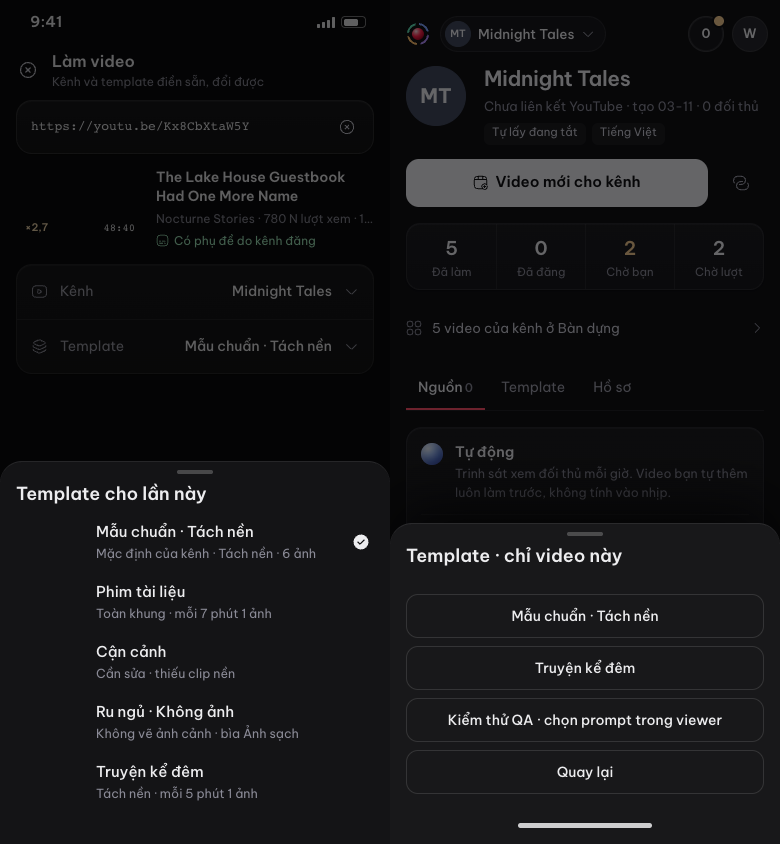 9:41
Làm video
Kênh và template điền sẵn, đổi được
https://youtu.be/Kx8CbXtaW5Y
The Lake House Guestbook
Had One More Name
×2,7
48:40
Nocturne Stories · 780 N lượt xem · 1…
Có phụ đề do kênh đăng
Kênh
Midnight Tales
Template
Mẫu chuẩn · Tách nền
Template cho lần này
Mẫu chuẩn · Tách nền
Mặc định của kênh · Tách nền · 6 ảnh
Phim tài liệu
Toàn khung · mỗi 7 phút 1 ảnh
Cận cảnh
Cần sửa · thiếu clip nền
Ru ngủ · Không ảnh
Không vẽ ảnh cảnh · bìa Ảnh sạch
Truyện kể đêm
Tách nền · mỗi 5 phút 1 ảnh
MT
Midnight Tales
0
W
MT
Midnight Tales
Chưa liên kết YouTube · tạo 03-11 · 0 đối thủ
Tự lấy đang tắt
Tiếng Việt
Video mới cho kênh
5
Đã làm
0
Đã đăng
2
Chờ bạn
2
Chờ lượt
5 video của kênh ở Bàn dựng
Nguồn 0
Template
Hồ sơ
Tự động
Trinh sát xem đối thủ mỗi giờ. Video bạn tự thêm
luôn làm trước, không tính vào nhịp.
Template · chỉ video này
Mẫu chuẩn · Tách nền
Truyện kể đêm
Kiểm thử QA · chọn prompt trong viewer
Quay lại